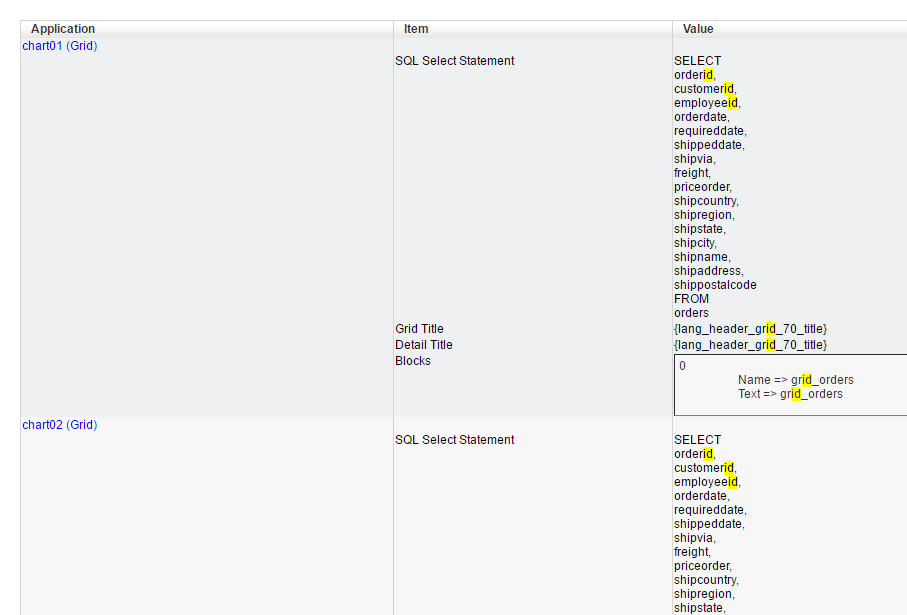 Application Item Value
chart01 (Grid)
SQL Select Statement SELECT
orderid,
customerid,
employeeid,
orderdate,
requireddate,
shippeddate,
shipvia,
freight,
priceorder,
shipcountry,
shipregion,
shipstate,
shipcity,
shipname,
shipaddress,
shippostalcode
FROM
orders
Grid Title {lang_header_grid_70_title}
Detail Title {lang_header_grid_70_title}
Blocks 0
Name => grid_orders
Text => grid_orders
chart02 (Grid)
SQL Select Statement SELECT
orderid,
customerid,
employeeid,
orderdate,
requireddate,
shippeddate,
shipvia,
freight,
priceorder,
shipcountry,
shipregion,
shipstate,